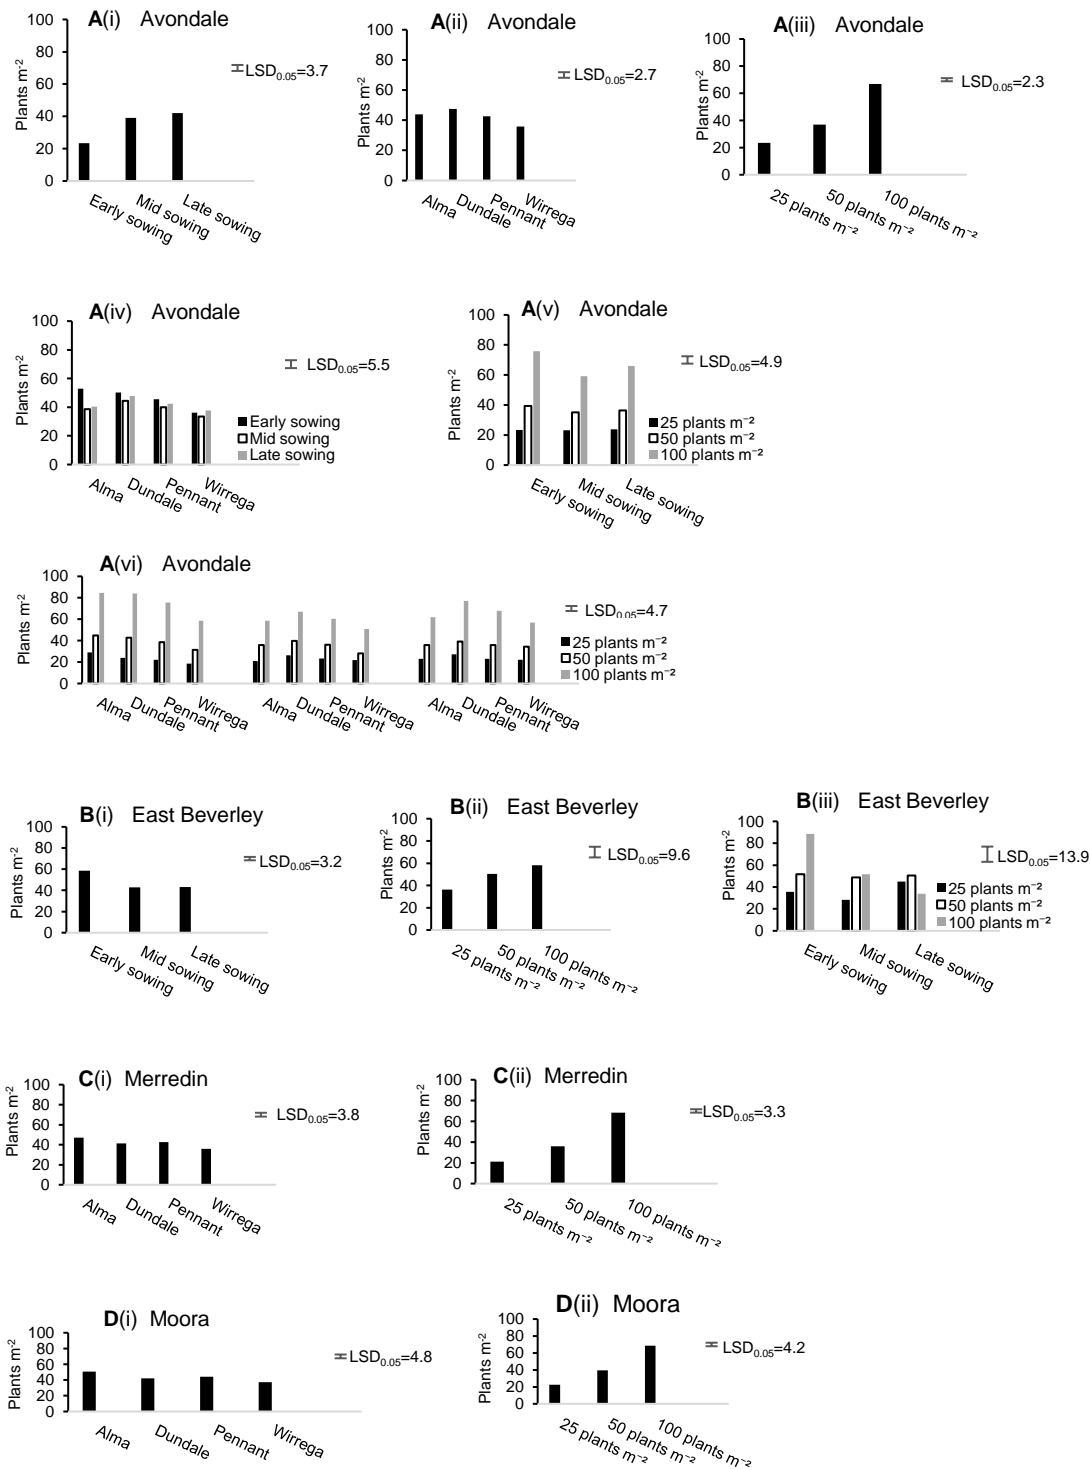 A(i) Avondale
Plants m⁻²
100
80
60
40
20
0
LSD₀.₀₅=3.7
Early sowing
Mid sowing
Late sowing
A(ii) Avondale
Plants m⁻²
100
80
60
40
20
0
LSD₀.₀₅=2.7
Alma
Dundale
Pennant
Wirrega
A(iii) Avondale
Plants m⁻²
100
80
60
40
20
0
LSD₀.₀₅=2.3
25 plants m⁻²
50 plants m⁻²
100 plants m⁻²
A(iv) Avondale
Plants m⁻²
100
80
60
40
20
0
LSD₀.₀₅=5.5
Early sowing
Mid sowing
Late sowing
Alma
Dundale
Pennant
Wirrega
A(v) Avondale
Plants m⁻²
100
80
60
40
20
0
LSD₀.₀₅=4.9
25 plants m⁻²
50 plants m⁻²
100 plants m⁻²
Early sowing
Mid sowing
Late sowing
A(vi) Avondale
Plants m⁻²
100
80
60
40
20
0
LSD₀.₀₅=4.7
25 plants m⁻²
50 plants m⁻²
100 plants m⁻²
Alma
Dundale
Pennant
Wirrega
Alma
Dundale
Pennant
Wirrega
Alma
Dundale
Pennant
Wirrega
B(i) East Beverley
Plants m⁻²
100
80
60
40
20
0
LSD₀.₀₅=3.2
Early sowing
Mid sowing
Late sowing
B(ii) East Beverley
Plants m⁻²
100
80
60
40
20
0
LSD₀.₀₅=9.6
25 plants m⁻²
50 plants m⁻²
100 plants m⁻²
B(iii) East Beverley
Plants m⁻²
100
80
60
40
20
0
LSD₀.₀₅=13.9
25 plants m⁻²
50 plants m⁻²
100 plants m⁻²
Early sowing
Mid sowing
Late sowing
C(i) Merredin
Plants m⁻²
100
80
60
40
20
0
LSD₀.₀₅=3.8
Alma
Dundale
Pennant
Wirrega
C(ii) Merredin
Plants m⁻²
100
80
60
40
20
0
LSD₀.₀₅=3.3
25 plants m⁻²
50 plants m⁻²
100 plants m⁻²
D(i) Moora
Plants m⁻²
100
80
60
40
20
0
LSD₀.₀₅=4.8
Alma
Dundale
Pennant
Wirrega
D(ii) Moora
Plants m⁻²
100
80
60
40
20
0
LSD₀.₀₅=4.2
25 plants m⁻²
50 plants m⁻²
100 plants m⁻²